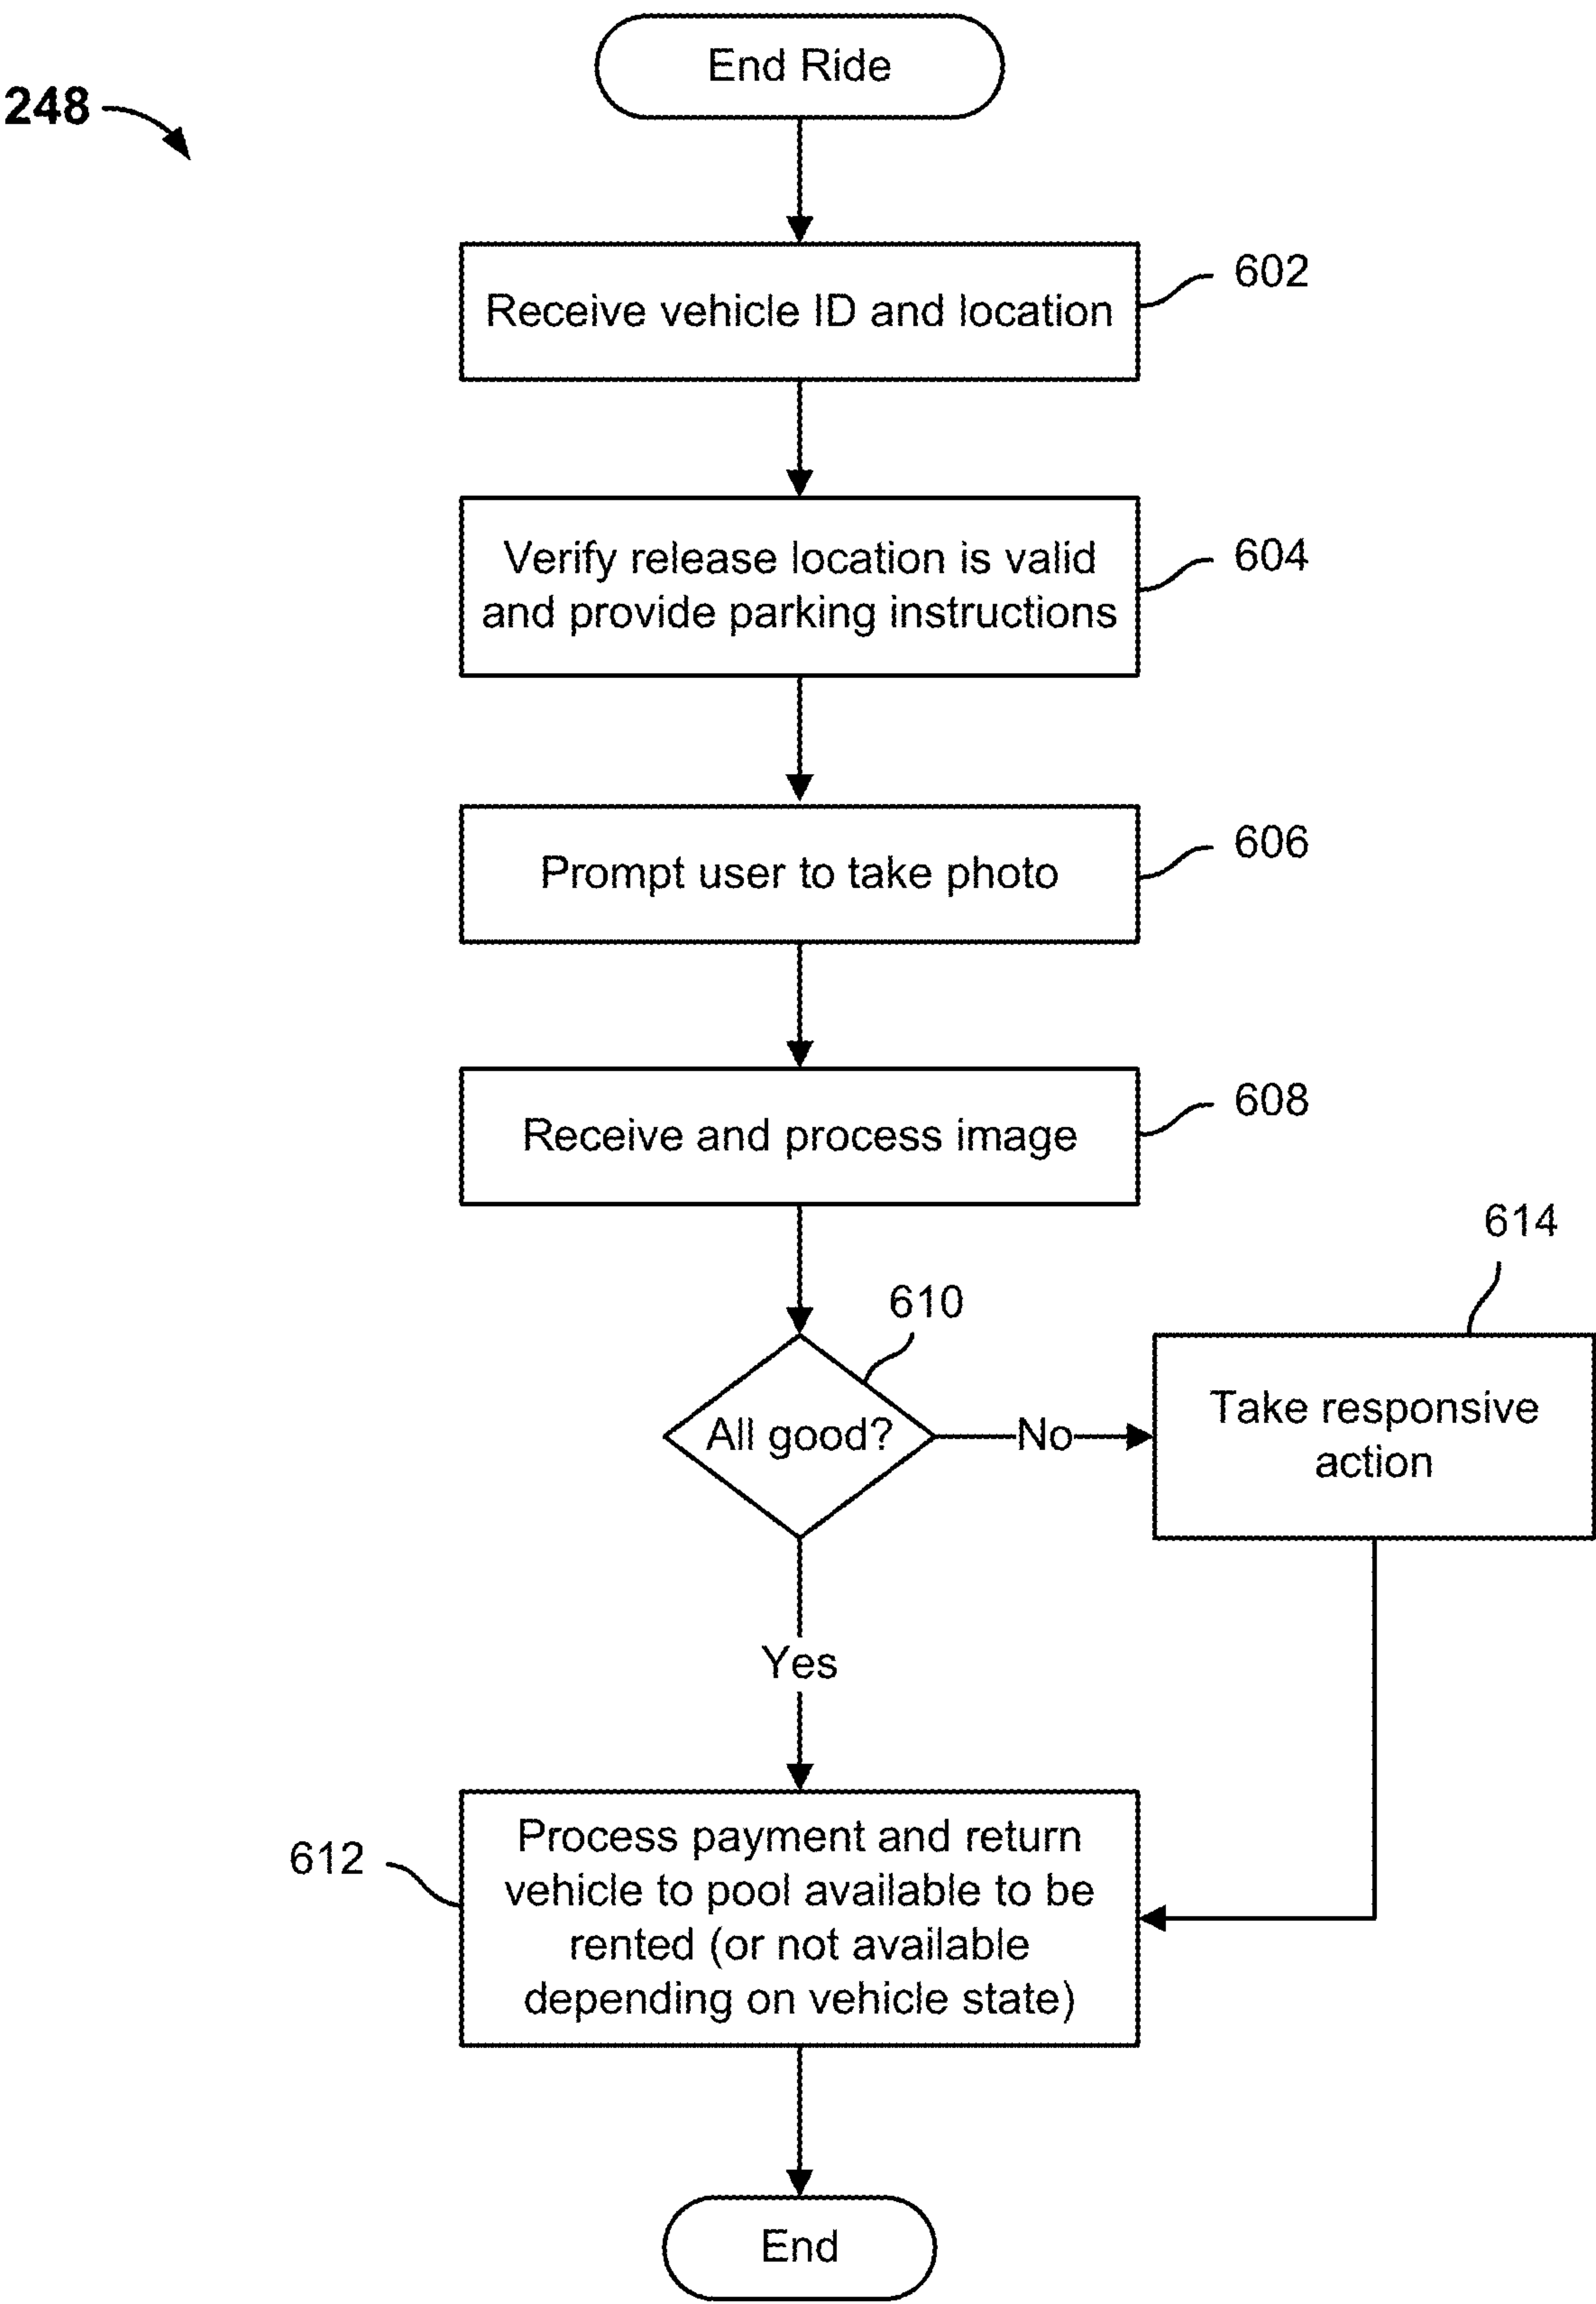 End Ride
248
602
Receive vehicle ID and location
604
Verify release location is valid
and provide parking instructions
606
Prompt user to take photo
608
Receive and process image
614
610
All good?
No
Take responsive
action
Yes
612
Process payment and return
vehicle to pool available to be
rented (or not available
depending on vehicle state)
End